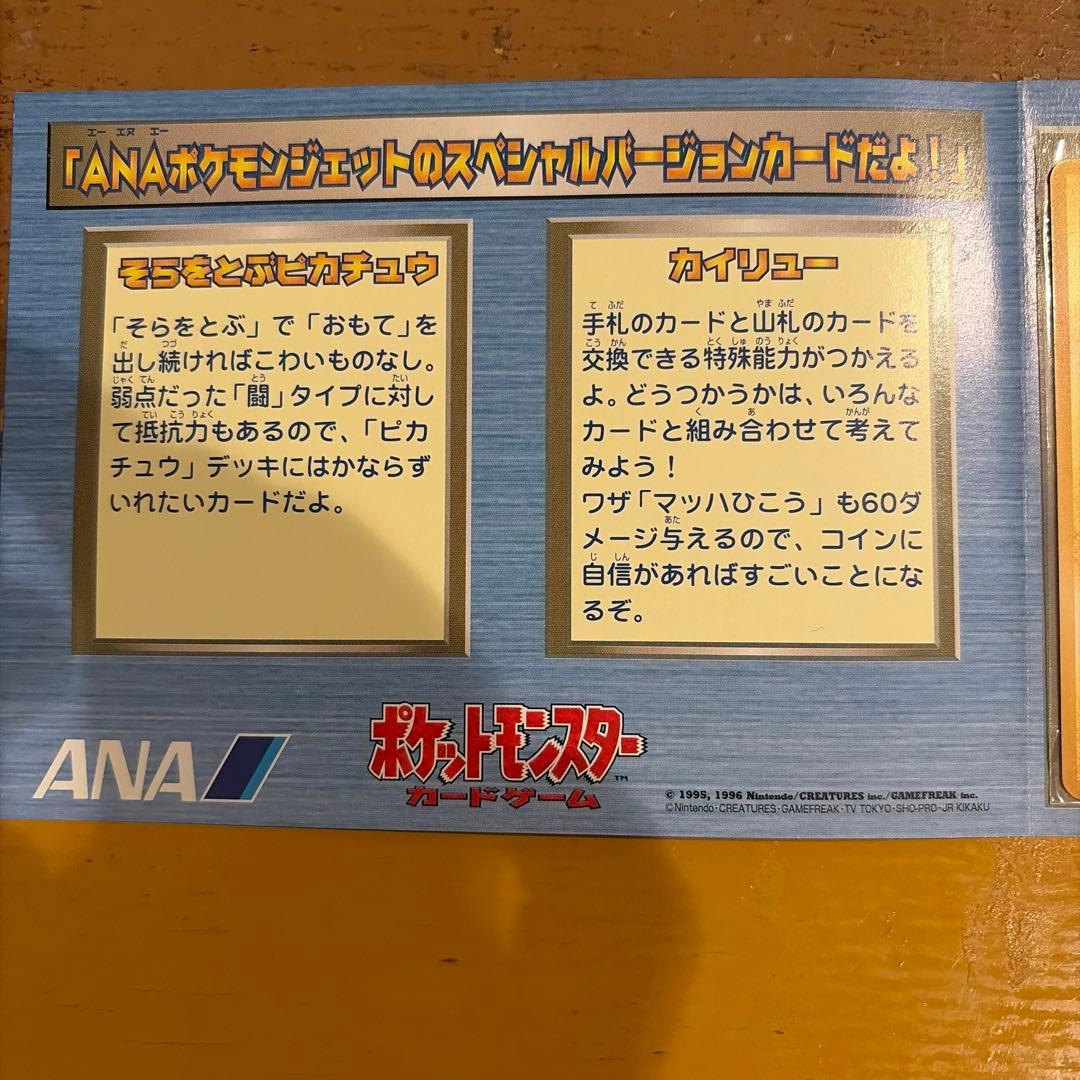 エー エヌ エー
「ANAポケモンジェットのスペシャルバージョンカードだよ！」
そらをとぶピカチュウ
「そらをとぶ」で「おもて」を
だ つづ
出し続ければこわいものなし。
じゃく てん とう たい
弱点だった「闘」タイプに対し
てい こう りょく
て抵抗力もあるので、「ピカ
チュウ」デッキにはかならず
いれたいカードだよ。
カイリュー
て ふだ やま ふだ
手札のカードと山札のカードを
こう かん とく しゅ のう りょく
交換できる特殊能力がつかえる
よ。どうつかうかは、いろんな
く あ かんが
カードと組み合わせて考えて
みよう！
ワザ「マッハひこう」も60ダ
あた
メージ与えるので、コインに
じ しん
自信があればすごいことにな
るぞ。
ANA
ポケットモンスター
TM
カードゲーム
© 1995, 1996 Nintendo/CREATURES inc./GAMEFREAK inc.
©Nintendo・CREATURES・GAMEFREAK・TV TOKYO・SHO-PRO・JR KIKAKU